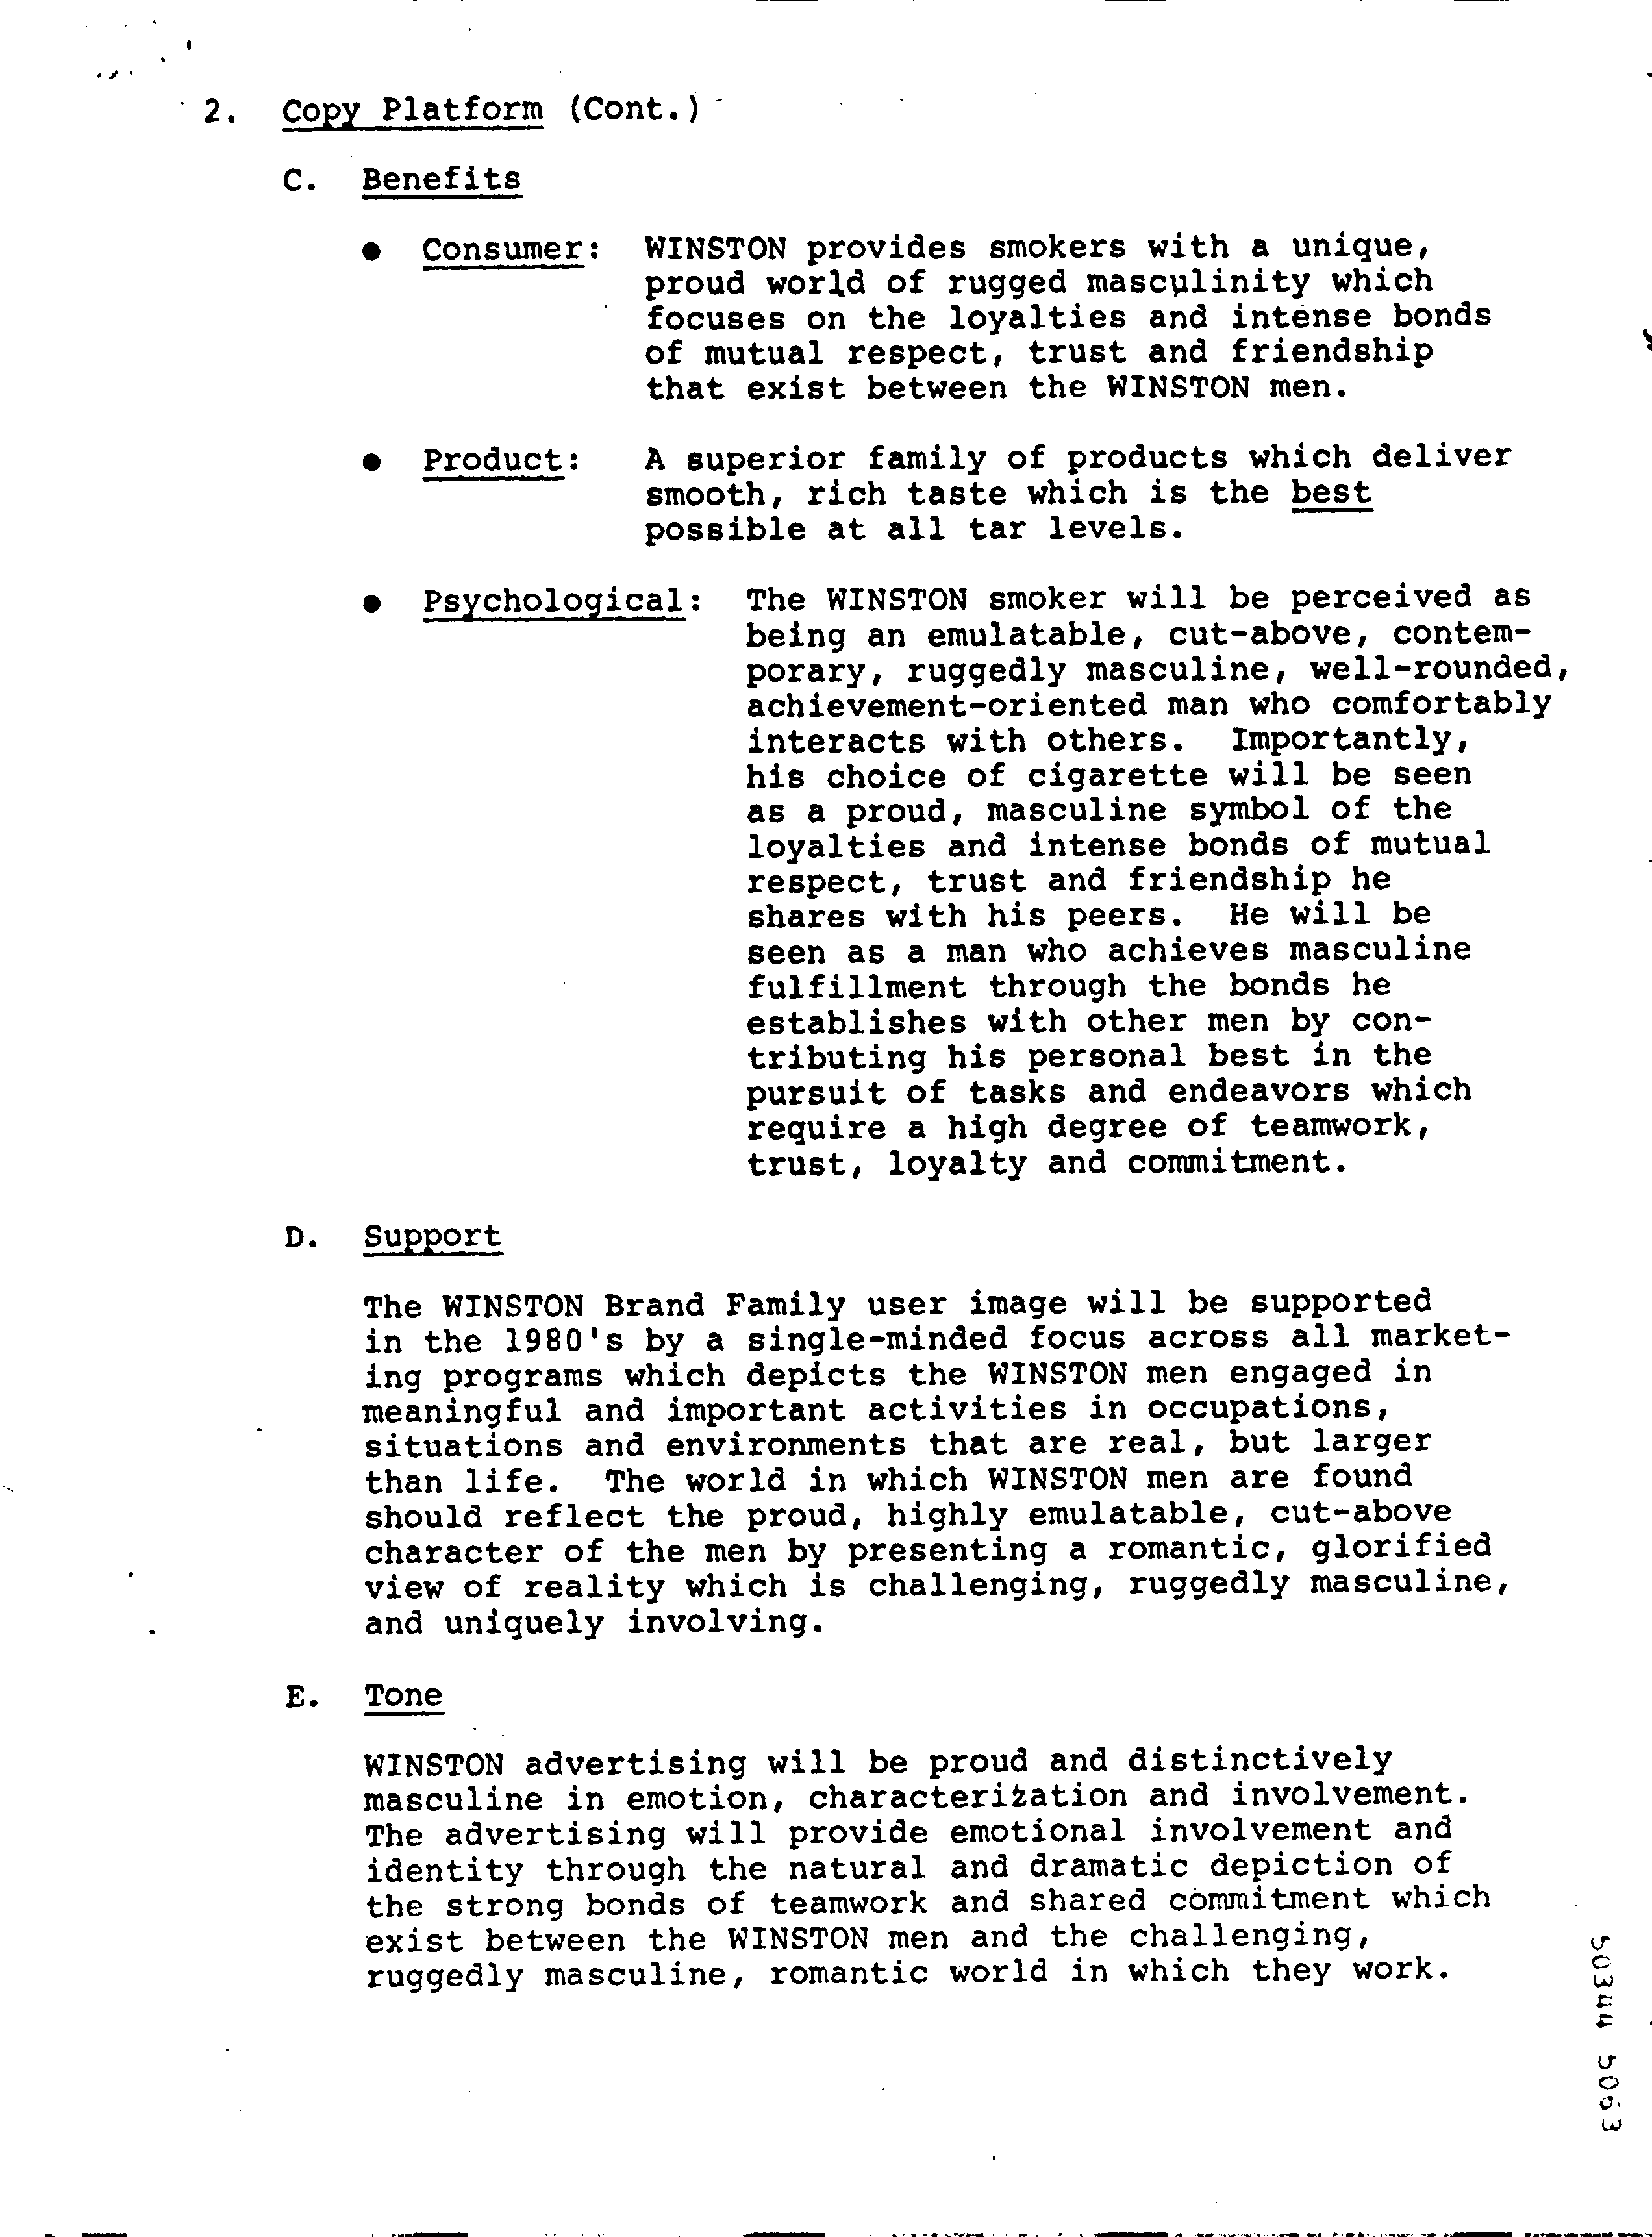 2. Copy Platform (Cont.)
C. Benefits
● Consumer: WINSTON provides smokers with a unique,
proud world of rugged masculinity which
focuses on the loyalties and intense bonds
of mutual respect, trust and friendship
that exist between the WINSTON men.
● Product: A superior family of products which deliver
smooth, rich taste which is the best
possible at all tar levels.
● Psychological: The WINSTON smoker will be perceived as
being an emulatable, cut-above, contem-
porary, ruggedly masculine, well-rounded,
achievement-oriented man who comfortably
interacts with others. Importantly,
his choice of cigarette will be seen
as a proud, masculine symbol of the
loyalties and intense bonds of mutual
respect, trust and friendship he
shares with his peers. He will be
seen as a man who achieves masculine
fulfillment through the bonds he
establishes with other men by con-
tributing his personal best in the
pursuit of tasks and endeavors which
require a high degree of teamwork,
trust, loyalty and commitment.
D. Support
The WINSTON Brand Family user image will be supported
in the 1980's by a single-minded focus across all market-
ing programs which depicts the WINSTON men engaged in
meaningful and important activities in occupations,
situations and environments that are real, but larger
than life. The world in which WINSTON men are found
should reflect the proud, highly emulatable, cut-above
character of the men by presenting a romantic, glorified
view of reality which is challenging, ruggedly masculine,
and uniquely involving.
E. Tone
WINSTON advertising will be proud and distinctively
masculine in emotion, characterization and involvement.
The advertising will provide emotional involvement and
identity through the natural and dramatic depiction of
the strong bonds of teamwork and shared commitment which
exist between the WINSTON men and the challenging,
ruggedly masculine, romantic world in which they work.
50344 5063